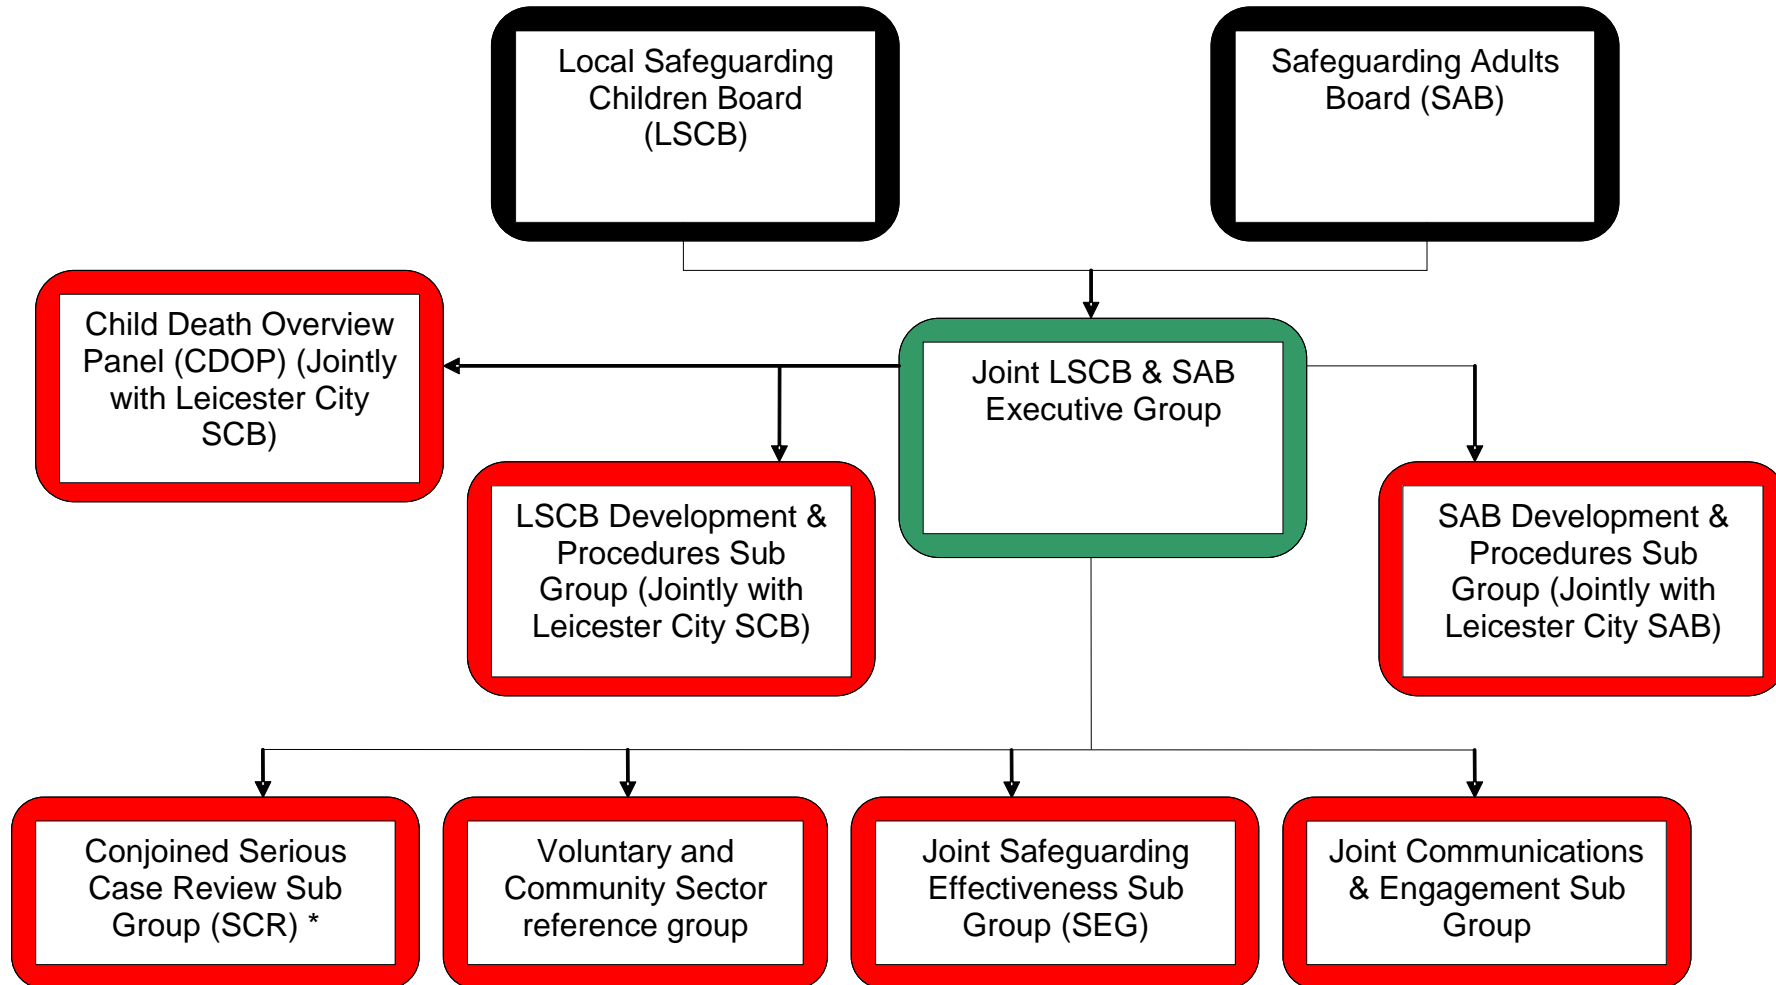 Local Safeguarding
Children Board
(LSCB)
Safeguarding Adults
Board (SAB)
Child Death Overview
Panel (CDOP) (Jointly
with Leicester City
SCB)
Joint LSCB & SAB
Executive Group
LSCB Development &
Procedures Sub
Group (Jointly with
Leicester City SCB)
SAB Development &
Procedures Sub
Group (Jointly with
Leicester City SAB)
Conjoined Serious
Case Review Sub
Group (SCR) *
Voluntary and
Community Sector
reference group
Joint Safeguarding
Effectiveness Sub
Group (SEG)
Joint Communications
& Engagement Sub
Group